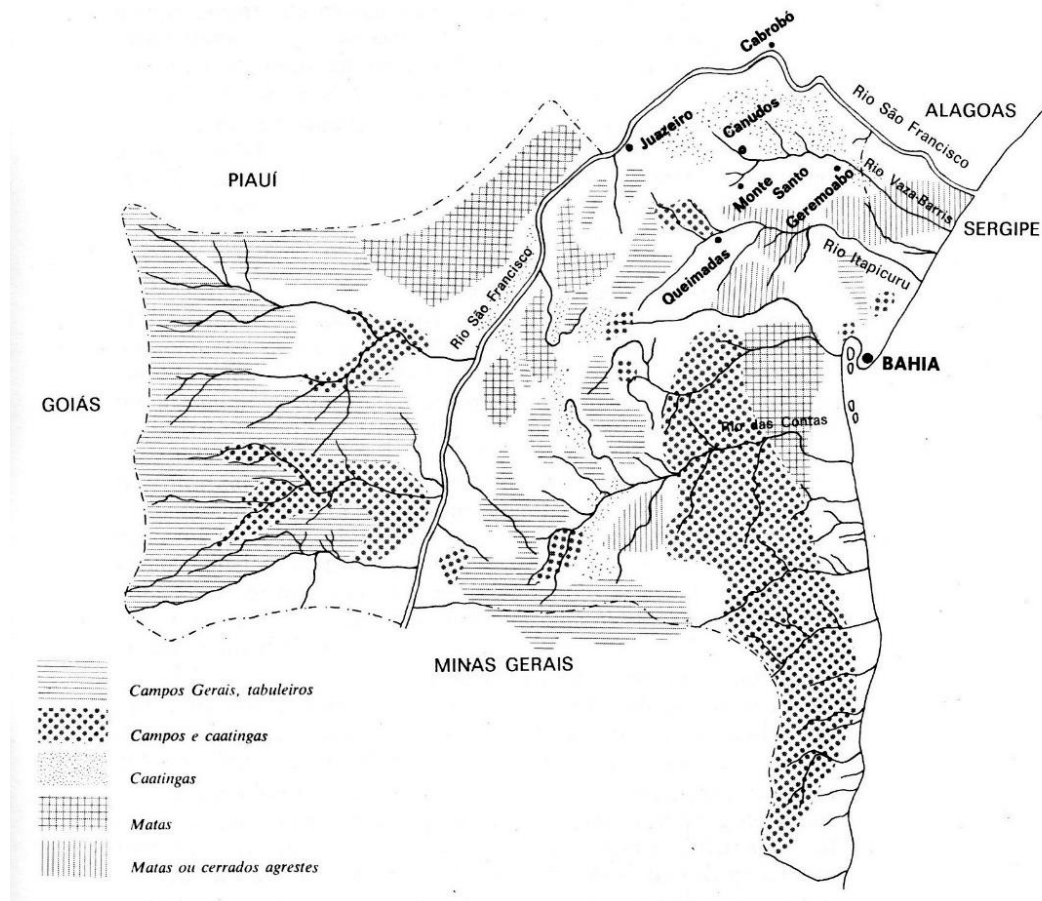 Cabrobó
Rio São Francisco
ALAGOAS
Juazeiro
Canudos
PIAUÍ
Monte
Santo
Geremoabo
Rio Vaza-Barris
SERGIPE
Queimadas
Rio Itapicuru
Rio São Francisco
BAHIA
GOIÁS
Rio das Contas
MINAS GERAIS
Campos Gerais, tabuleiros
Campos e caatingas
Caatingas
Matas
Matas ou cerrados agrestes